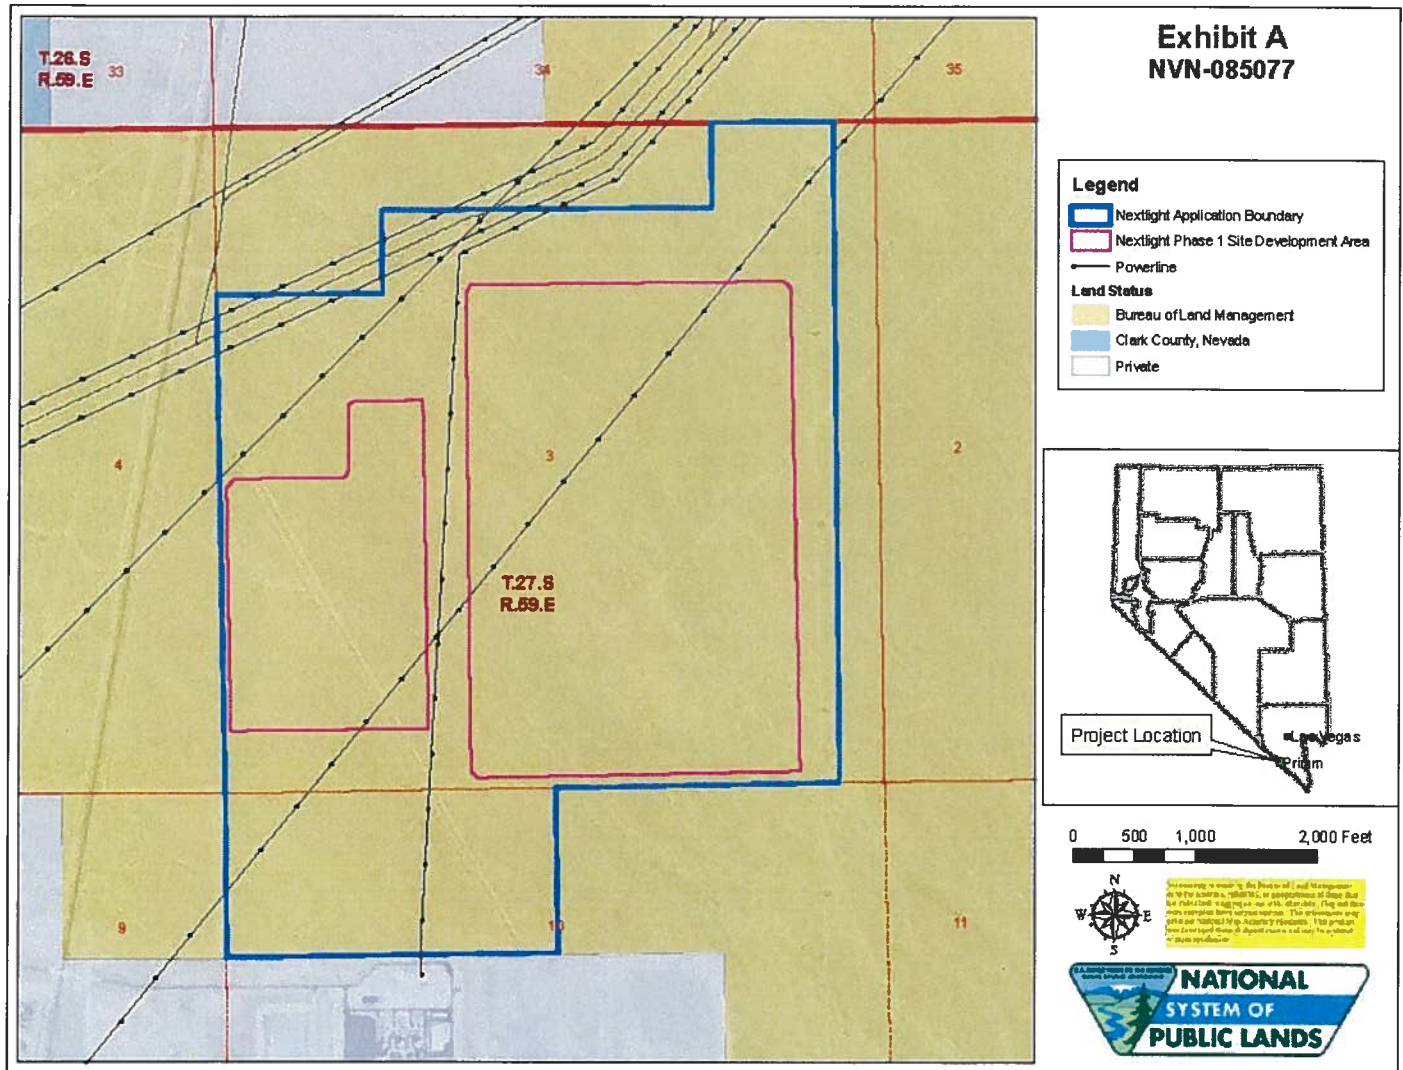 Exhibit A
NVN-085077
T.26.S
R.59.E
33
34
35
4
3
2
T.27.S
R.59.E
9
10
11
Legend
Nextlight Application Boundary
Nextlight Phase 1 Site Development Area
Powerline
Land Status
Bureau of Land Management
Clark County, Nevada
Private
Project Location
Las Vegas
Primm
0 500 1,000 2,000 Feet
N
W E
S
NATIONAL
SYSTEM OF
PUBLIC LANDS